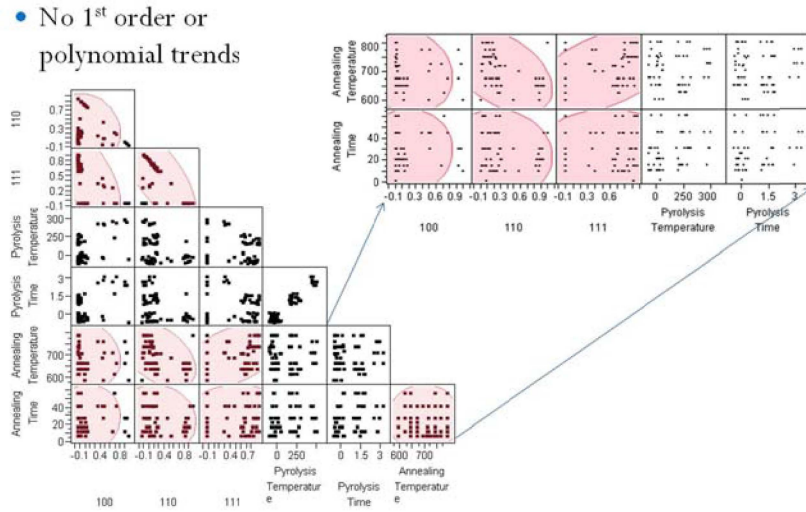 • No 1st order or
polynomial trends
Annealing
Temperature
800
700
600
Annealing
Time
40
20
0
-0.1 0.3 0.6 0.9
-0.1 0.3 0.6 0.9
-0.1 0.3 0.6
0 250 300
0 1.5 3
100
110
111
Pyrolysis
Temperature
Pyrolysis
Time
110
0.7
0.3
-0.1
111
0.8
0.5
0.2
-0.1
Pyrolysis
Temperature
300
250
0
Pyrolysis
Time
3
1.5
0
Annealing
Temperature
700
600
Annealing
Time
40
20
0
-0.1 0.4 0.8
-0.1 0.4 0.7
-0.1 0.4 0.7
0 250
0 1.5 3
600 700
100
110
111
Pyrolysis
Temperatur
e
Pyrolysis
Time
Annealing
Temperatur
e